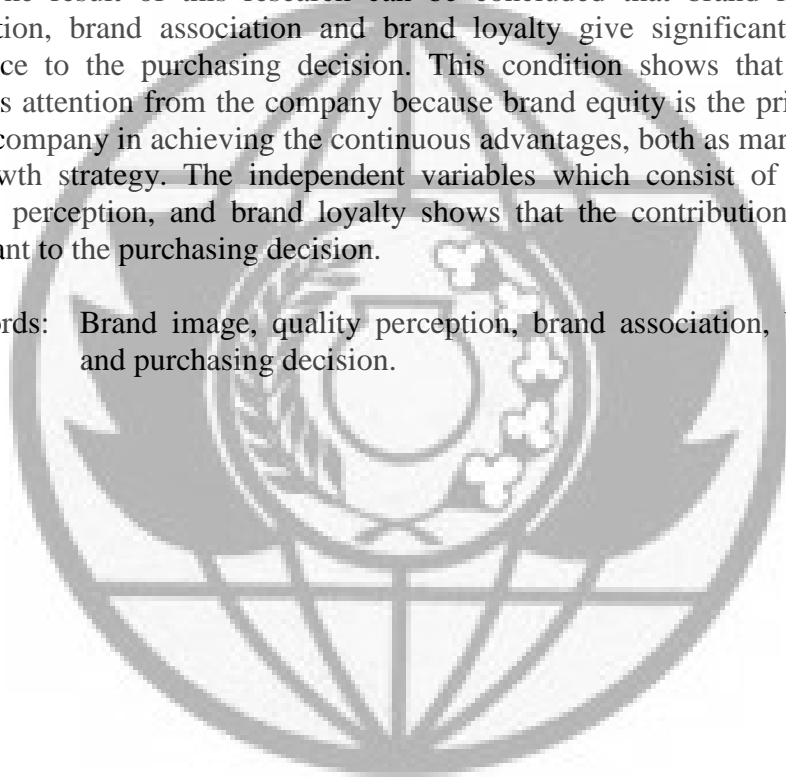 he result of this research can be concluded that brand
tion, brand association and brand loyalty give significant
ce to the purchasing decision. This condition shows that
s attention from the company because brand equity is the pri
company in achieving the continuous advantages, both as mar
wth strategy. The independent variables which consist of
perception, and brand loyalty shows that the contribution
ant to the purchasing decision.
ords: Brand image, quality perception, brand association,
and purchasing decision.